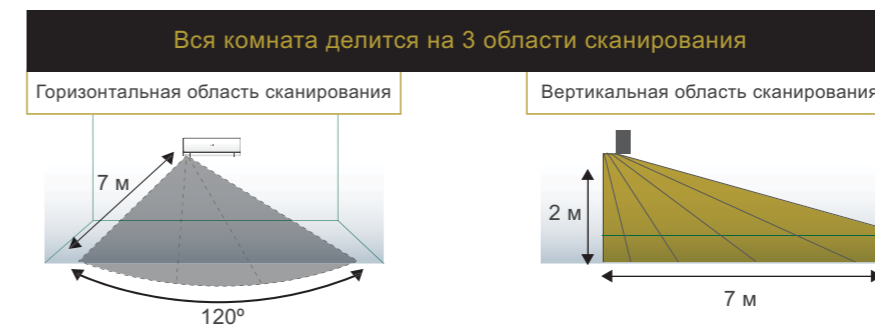 Вся комната делится на 3 области сканирования
Горизонтальная область сканирования
Вертикальная область сканирования
7 м
2 м
7 м
120º